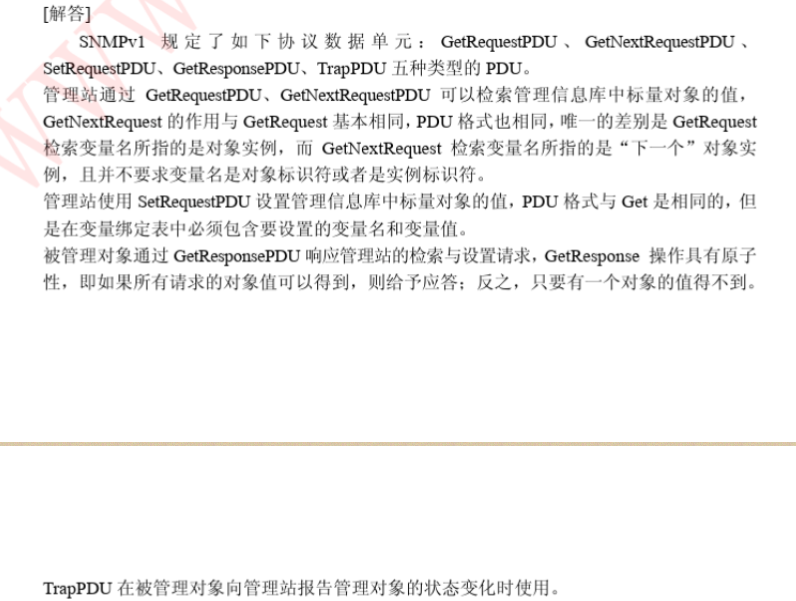 [解答]
SNMPv1 规定了如下协议数据单元：GetRequestPDU、GetNextRequestPDU、
SetRequestPDU、GetResponsePDU、TrapPDU 五种类型的 PDU。
管理站通过 GetRequestPDU、GetNextRequestPDU 可以检索管理信息库中标量对象的值，
GetNextRequest 的作用与 GetRequest 基本相同，PDU 格式也相同，唯一的差别是 GetRequest
检索变量名所指的是对象实例，而 GetNextRequest 检索变量名所指的是“下一个”对象实
例，且并不要求变量名是对象标识符或者是实例标识符。
管理站使用 SetRequestPDU 设置管理信息库中标量对象的值，PDU 格式与 Get 是相同的，但
是在变量绑定表中必须包含要设置的变量名和变量值。
被管理对象通过 GetResponsePDU 响应管理站的检索与设置请求，GetResponse 操作具有原子
性，即如果所有请求的对象值可以得到，则给予应答；反之，只要有一个对象的值得不到。
TrapPDU 在被管理对象向管理站报告管理对象的状态变化时使用。
WWW